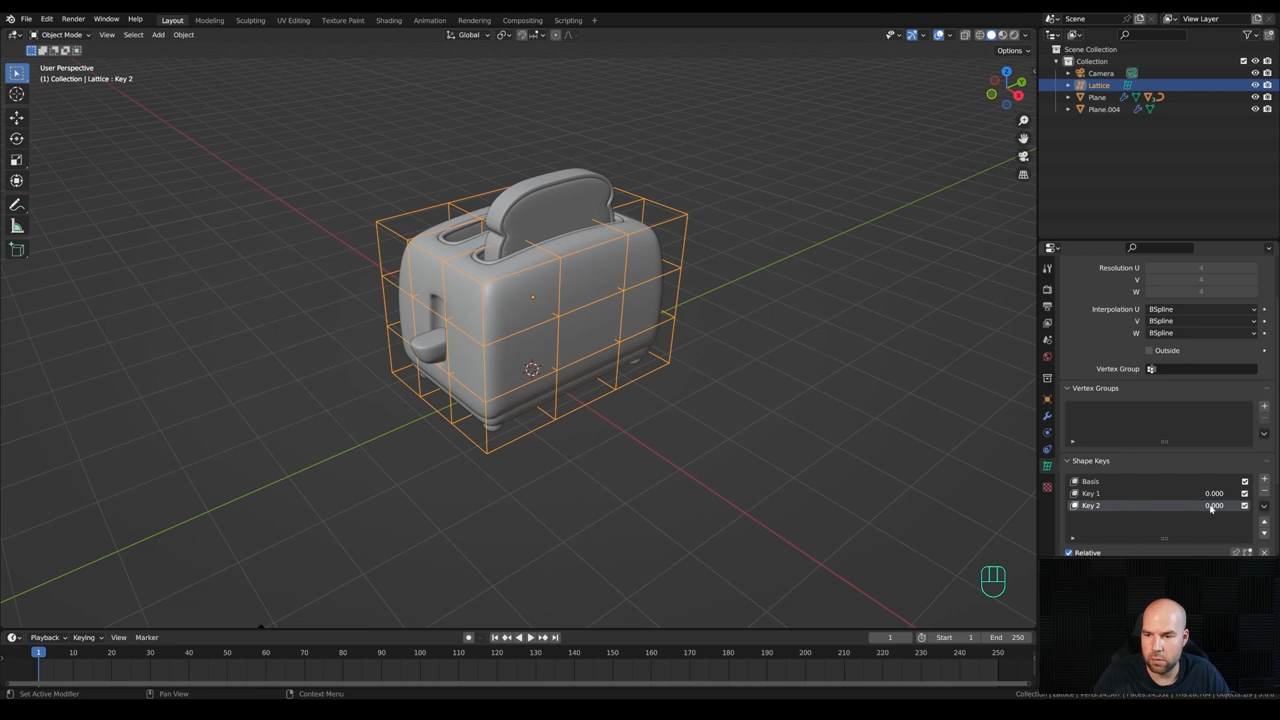 File Edit Render Window Help Layout Modeling Sculpting UV Editing Texture Paint Shading Animation Rendering Compositing Scripting + Scene View Layer
Object Mode View Select Add Object Global
Options
User Perspective
(1) Collection | Lattice : Key 2
Z
Y
X
Scene Collection
Collection
Camera
Lattice
Plane
Plane.004
Resolution U 4
V 4
W 4
Interpolation U BSpline
V BSpline
W BSpline
Outside
Vertex Group
Vertex Groups
Shape Keys
Basis
Key 1 0.000
Key 2 0.000
Relative
Playback Keying View Marker 1 Start 1 End 250
1 10 20 30 40 50 60 70 80 90 100 110 120 130 140 150 160 170 180 190 200 210 220 230 240 250
Set Active Modifier Pan View Context Menu